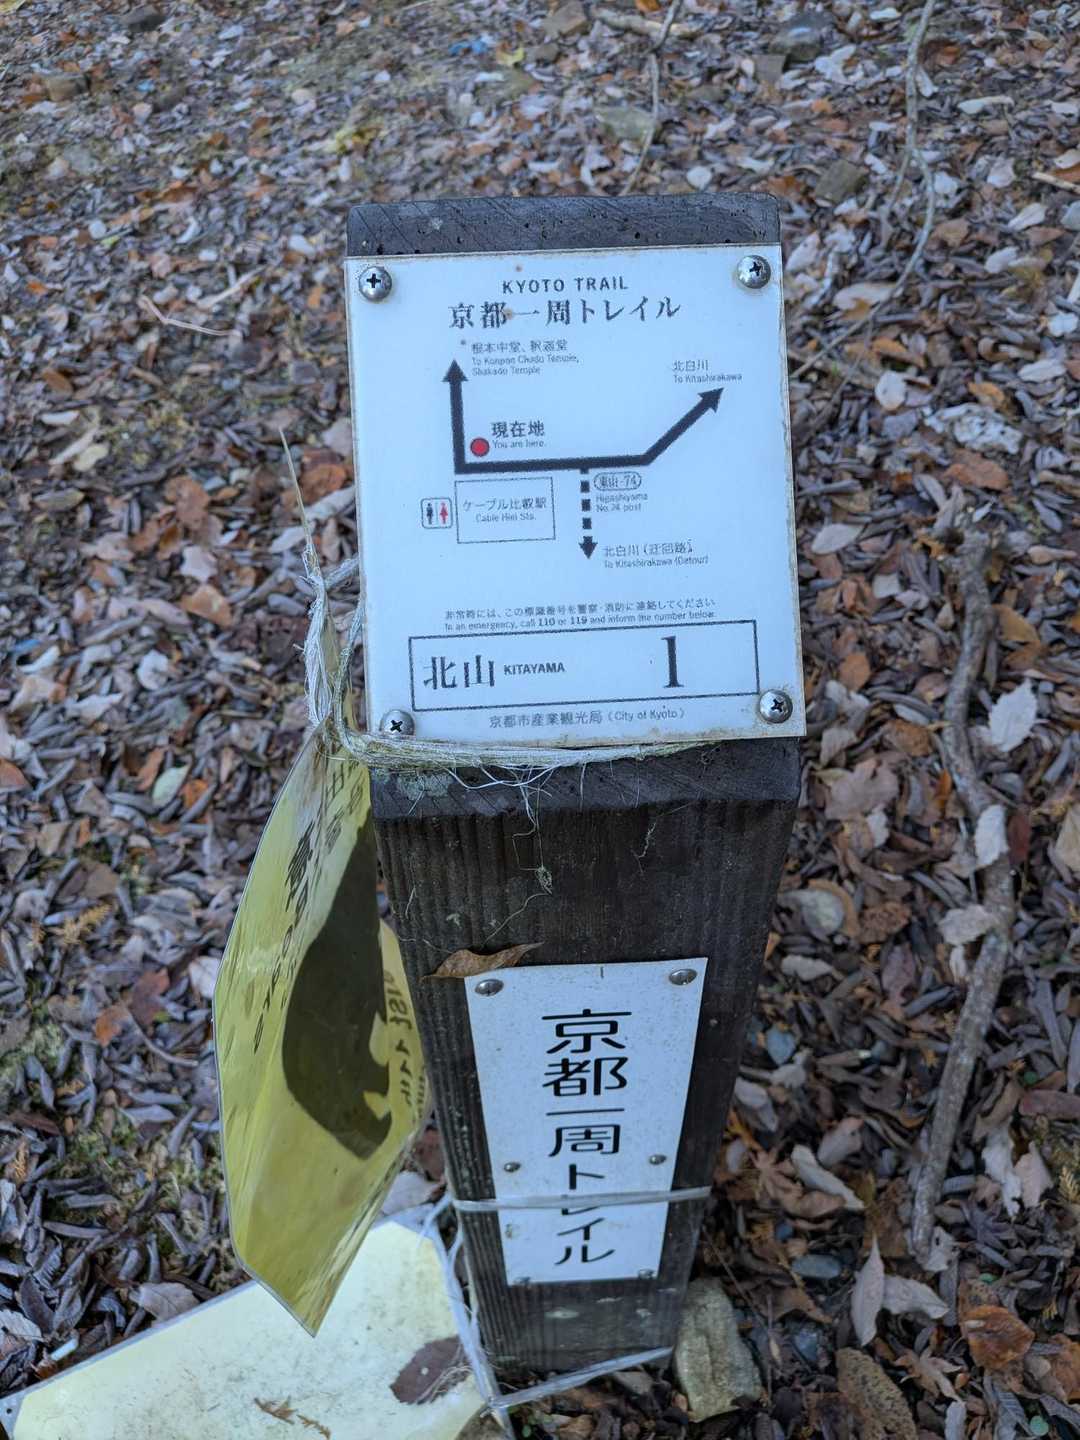 KYOTO TRAIL
京都一周トレイル
根本中堂、釈迦堂
To Konpon Chudo Temple,
Shakado Temple
北白川
To Kitashirakawa
現在地
You are here.
東山-74
Higashiyama
No.74 post
ケーブル比叡駅
Cable Hiei Sta.
北白川（迂回路）
To Kitashirakawa (Detour)
非常時には、この標識番号を警察・消防に連絡してください
In an emergency, call 110 or 119 and inform the number below.
北山 KITAYAMA 1
京都市産業観光局（City of Kyoto）
京都一周トレイル